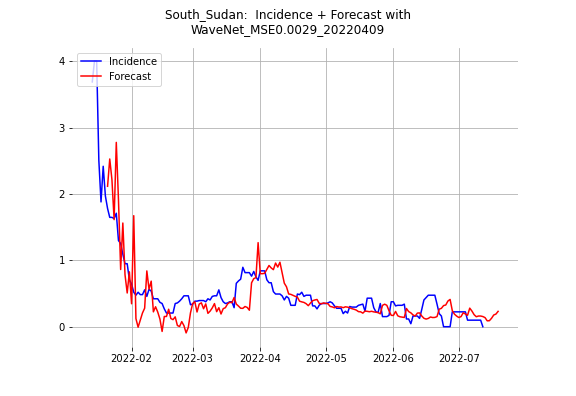 South_Sudan:  Incidence + Forecast with
WaveNet_MSE0.0029_20220409
Incidence
Forecast
4
3
2
1
0
2022-02
2022-03
2022-04
2022-05
2022-06
2022-07